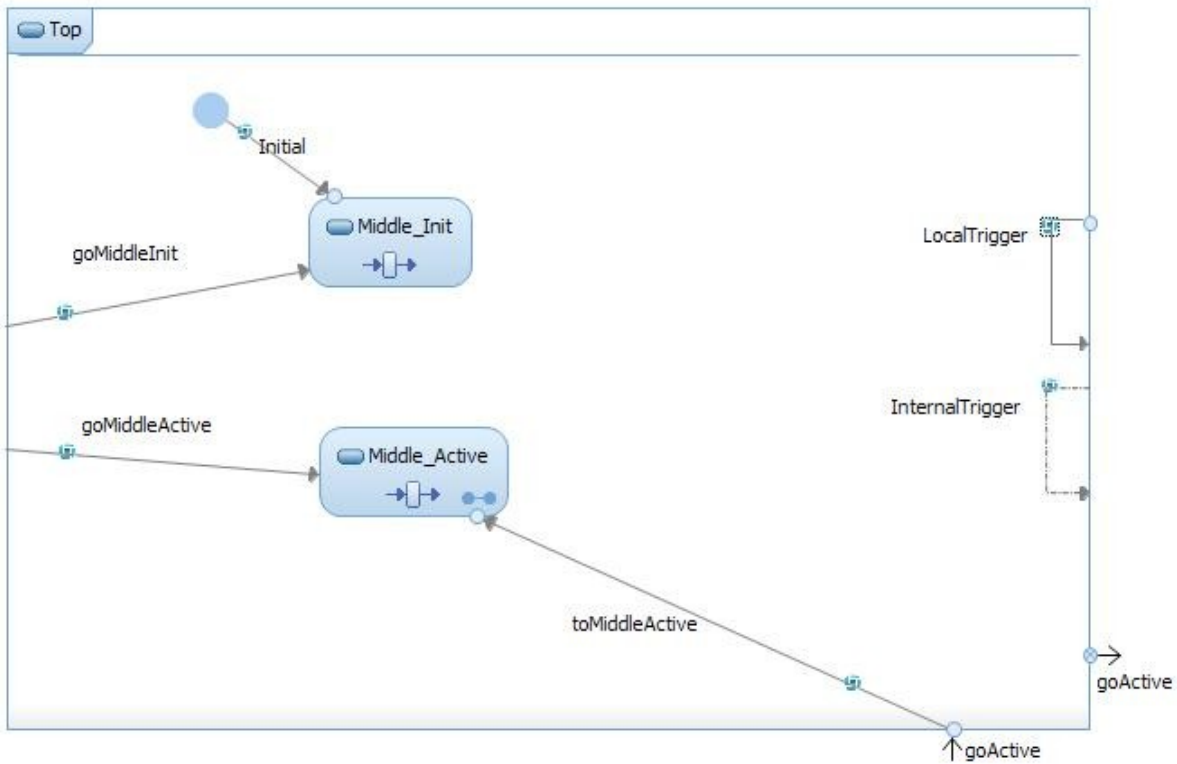 Top
Initial
Middle_Init
LocalTrigger
goMiddleInit
InternalTrigger
goMiddleActive
Middle_Active
toMiddleActive
goActive
goActive